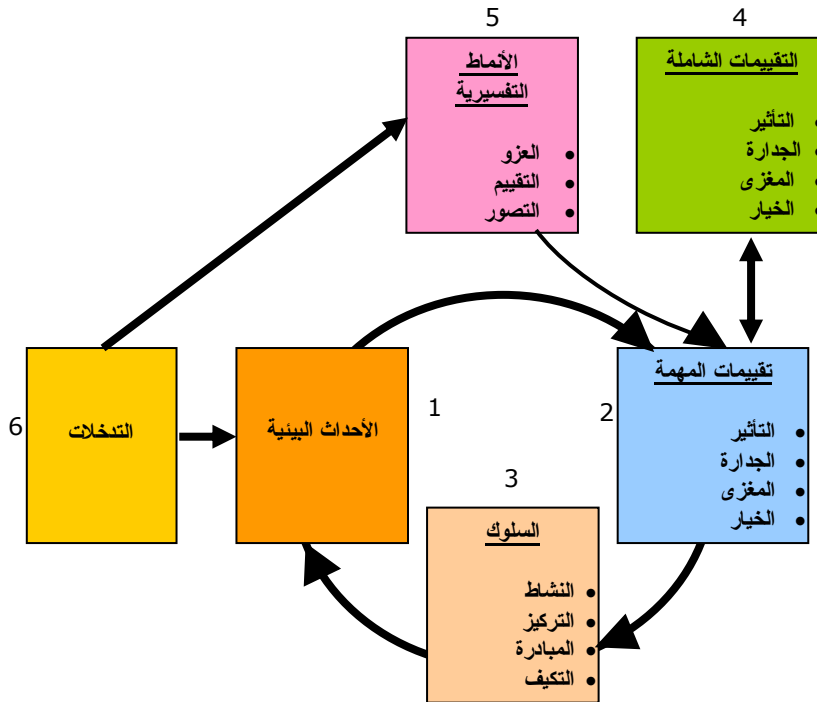 5
4
الأنماط
التفسيرية
• العزو
• التقييم
• التصور
التقييمات الشاملة
• التأثير
• الجدارة
• المغزى
• الخيار
6
التدخلات
الأحداث البيئية
1
2
تقييمات المهمة
• التأثير
• الجدارة
• المغزى
• الخيار
3
السلوك
• النشاط
• التركيز
• المبادرة
• التكيف